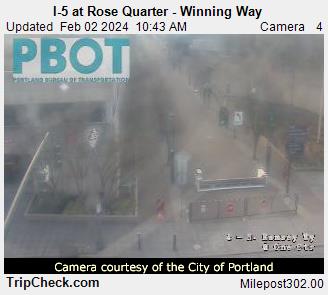 I-5 at Rose Quarter - Winning Way
Updated Feb 02 2024 10:43 AM Camera 4
PBOT
PORTLAND BUREAU OF TRANSPORTATION
Camera courtesy of the City of Portland
TripCheck.com Milepost302.00